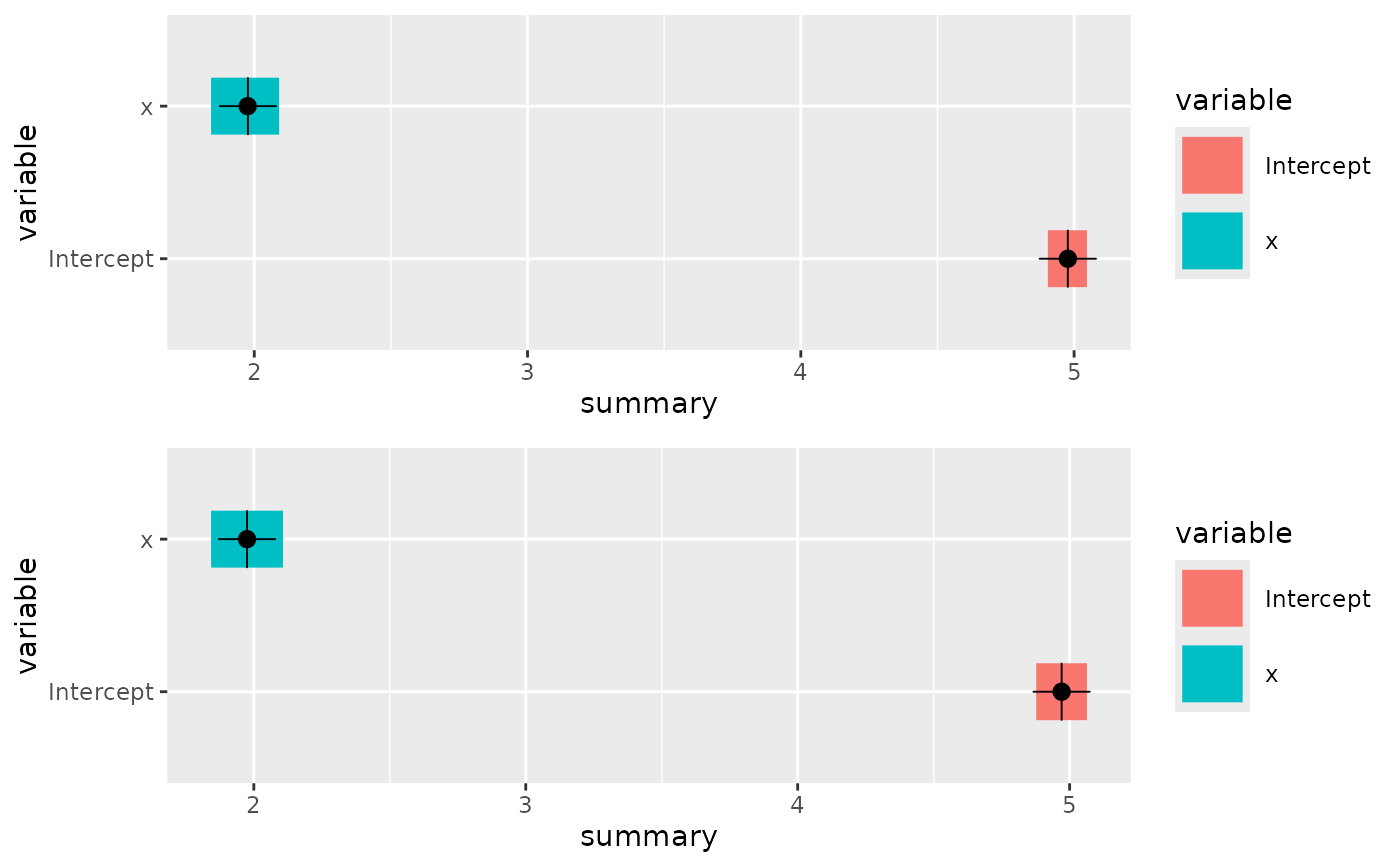 variable
x
Intercept
2 3 4 5
summary
variable
Intercept
x
variable
x
Intercept
2 3 4 5
summary
variable
Intercept
x